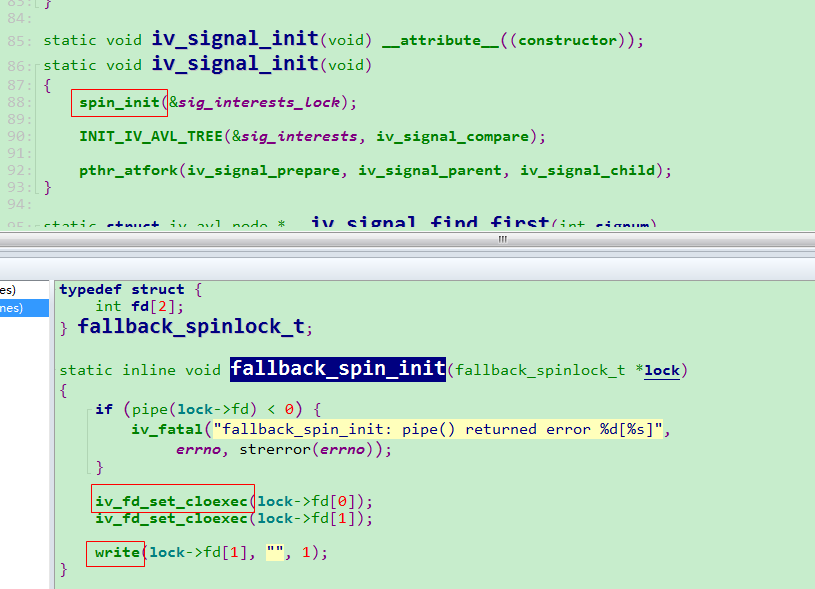 83: }
84:
85: static void iv_signal_init(void) __attribute__((constructor));
86: static void iv_signal_init(void)
87: {
88: spin_init(&sig_interests_lock);
89:
90: INIT_IV_AVL_TREE(&sig_interests, iv_signal_compare);
91:
92: pthr_atfork(iv_signal_prepare, iv_signal_parent, iv_signal_child);
93: }
94:
95: static struct iv_avl_node * iv_signal_find_first(int signum)
es)
nes)
typedef struct {
int fd[2];
} fallback_spinlock_t;
static inline void fallback_spin_init(fallback_spinlock_t *lock)
{
if (pipe(lock->fd) < 0) {
iv_fatal("fallback_spin_init: pipe() returned error %d[%s]",
errno, strerror(errno));
}
iv_fd_set_cloexec(lock->fd[0]);
iv_fd_set_cloexec(lock->fd[1]);
write(lock->fd[1], "", 1);
}